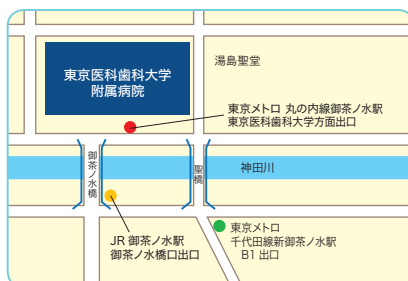 東京医科歯科大学
附属病院
湯島聖堂
東京メトロ 丸の内線御茶ノ水駅
東京医科歯科大学方面出口
御茶ノ水橋
聖橋
神田川
JR 御茶ノ水駅
御茶ノ水橋口出口
東京メトロ
千代田線新御茶ノ水駅
B1 出口